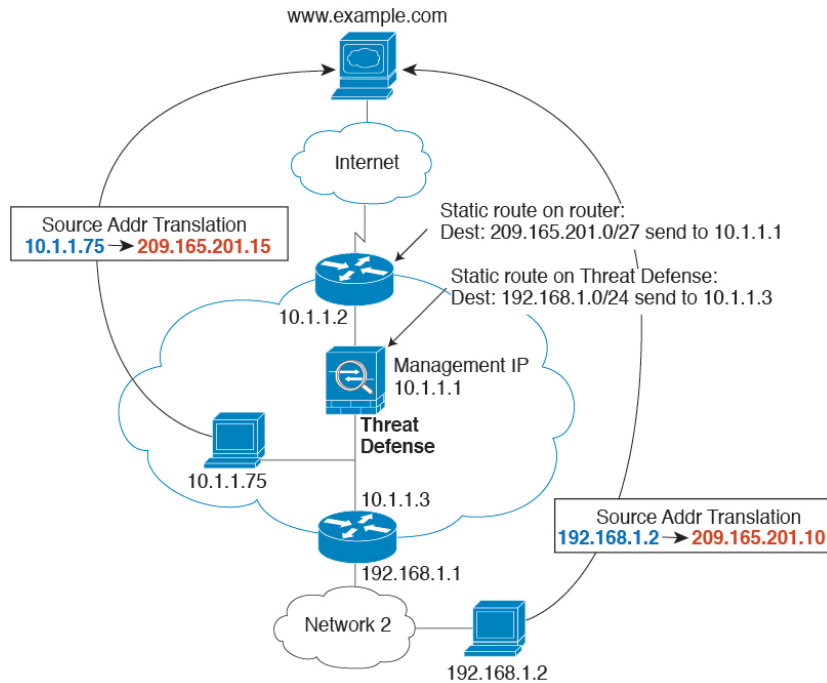 www.example.com
Internet
Source Addr Translation
10.1.1.75 → 209.165.201.15
Static route on router:
Dest: 209.165.201.0/27 send to 10.1.1.1
Static route on Threat Defense:
Dest: 192.168.1.0/24 send to 10.1.1.3
10.1.1.2
Management IP
10.1.1.1
Threat
Defense
10.1.1.75
10.1.1.3
Source Addr Translation
192.168.1.2 → 209.165.201.10
192.168.1.1
Network 2
192.168.1.2